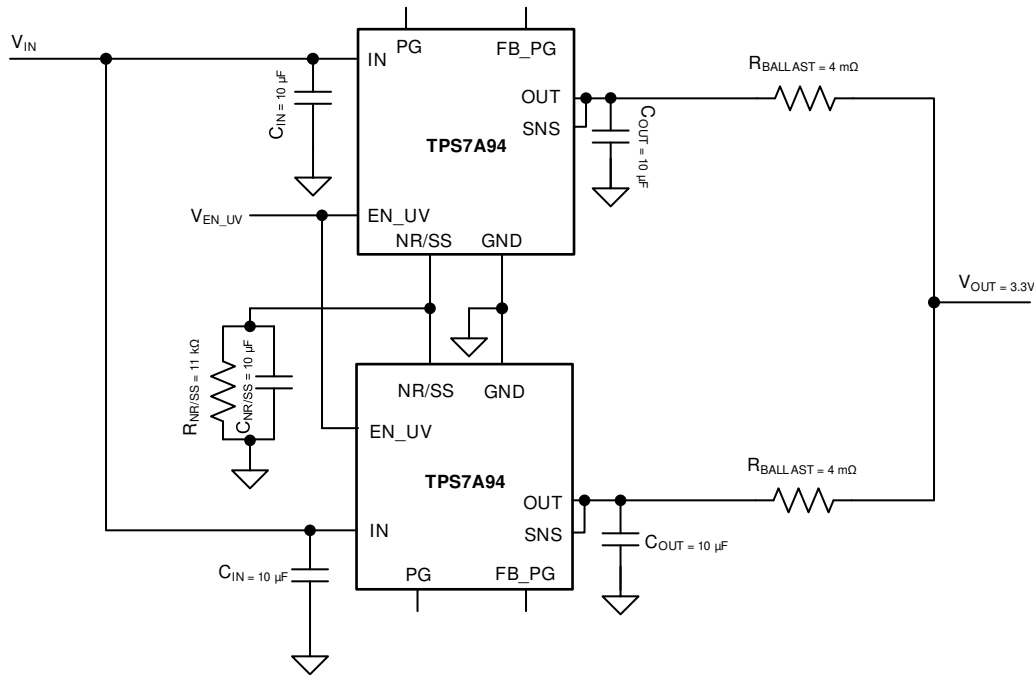 V_IN
PG
FB_PG
IN
C_IN = 10 µF
OUT
SNS
C_OUT = 10 µF
R_BALLAST = 4 mΩ
TPS7A94
V_EN_UV
EN_UV
NR/SS
GND
V_OUT = 3.3V
R_NR/SS = 11 kΩ
C_NR/SS = 10 µF
NR/SS
GND
EN_UV
TPS7A94
R_BALLAST = 4 mΩ
OUT
SNS
IN
C_OUT = 10 µF
C_IN = 10 µF
PG
FB_PG